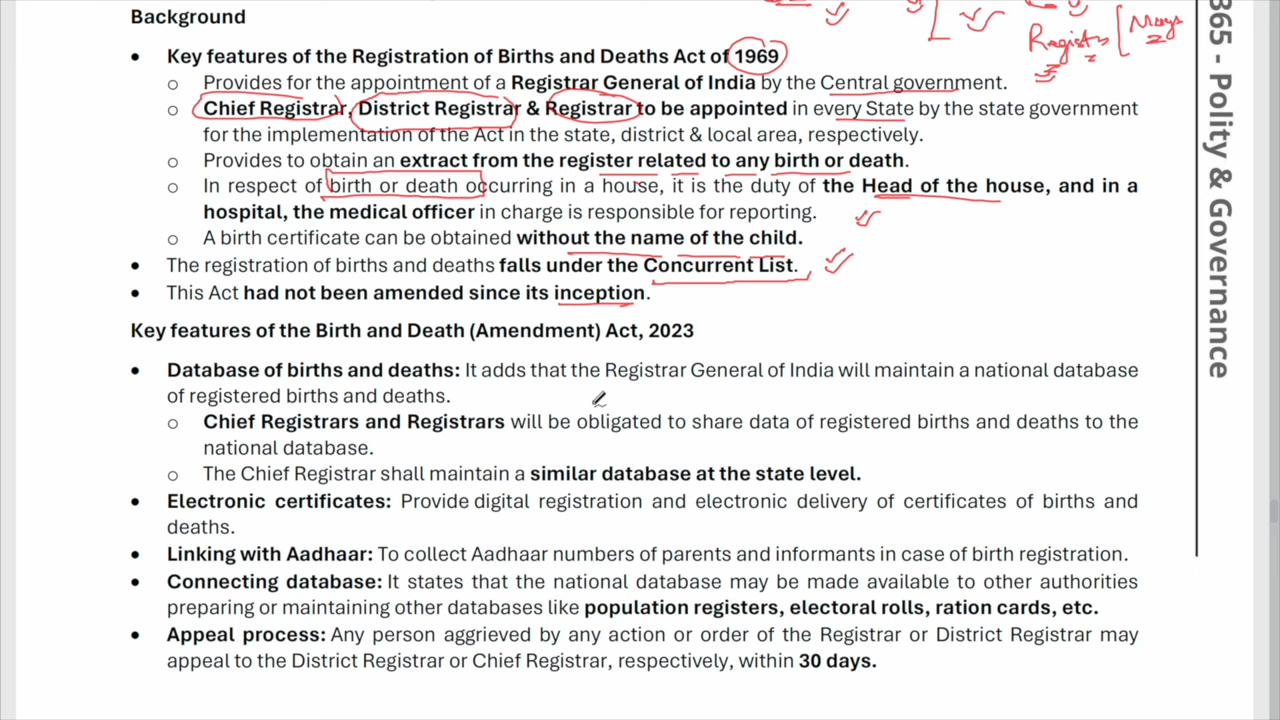 Background
Registr
• Key features of the Registration of Births and Deaths Act of 1969
o Provides for the appointment of a Registrar General of India by the Central government.
o Chief Registrar, District Registrar & Registrar to be appointed in every State by the state government
for the implementation of the Act in the state, district & local area, respectively.
o Provides to obtain an extract from the register related to any birth or death.
o In respect of birth or death occurring in a house, it is the duty of the Head of the house, and in a
hospital, the medical officer in charge is responsible for reporting.
o A birth certificate can be obtained without the name of the child.
• The registration of births and deaths falls under the Concurrent List.
• This Act had not been amended since its inception.
Key features of the Birth and Death (Amendment) Act, 2023
• Database of births and deaths: It adds that the Registrar General of India will maintain a national database
of registered births and deaths.
o Chief Registrars and Registrars will be obligated to share data of registered births and deaths to the
national database.
o The Chief Registrar shall maintain a similar database at the state level.
• Electronic certificates: Provide digital registration and electronic delivery of certificates of births and
deaths.
• Linking with Aadhaar: To collect Aadhaar numbers of parents and informants in case of birth registration.
• Connecting database: It states that the national database may be made available to other authorities
preparing or maintaining other databases like population registers, electoral rolls, ration cards, etc.
• Appeal process: Any person aggrieved by any action or order of the Registrar or District Registrar may
appeal to the District Registrar or Chief Registrar, respectively, within 30 days.
365 - Polity & Governance